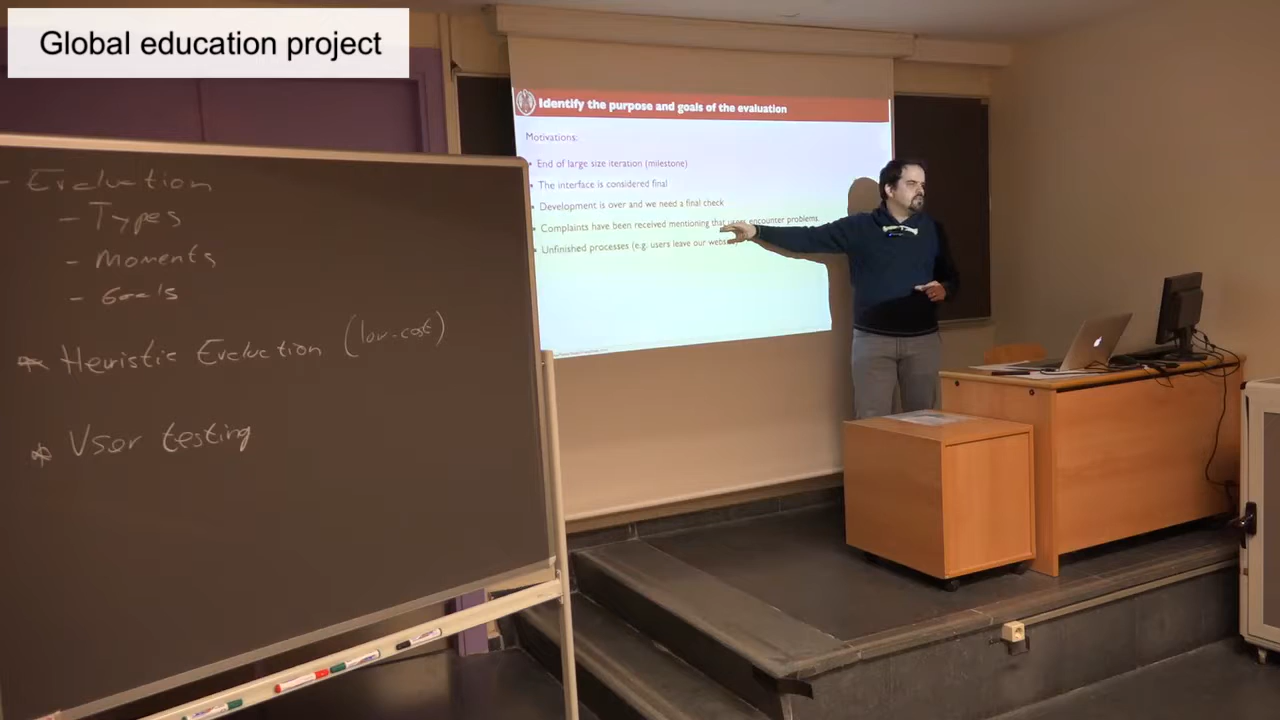 Global education project
- Evaluation
- Types
- Moments
- Goals
* Heuristic Evaluation (low-cost)
* User testing
Identify the purpose and goals of the evaluation
Motivations:
• End of large size iteration (milestone)
• The interface is considered final
• Development is over and we need a final check
• Complaints have been received mentioning that users encounter problems
• Unfinished processes (e.g. users leave our